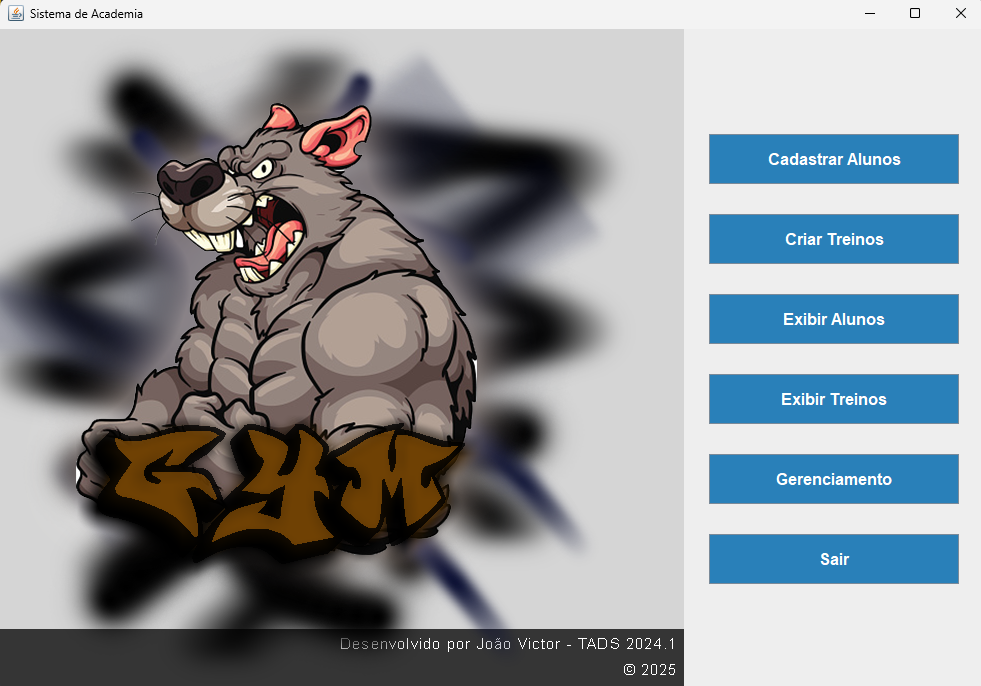 Sistema de Academia
Cadastrar Alunos
Criar Treinos
Exibir Alunos
Exibir Treinos
Gerenciamento
Sair
GYM
Desenvolvido por João Victor - TADS 2024.1
© 2025